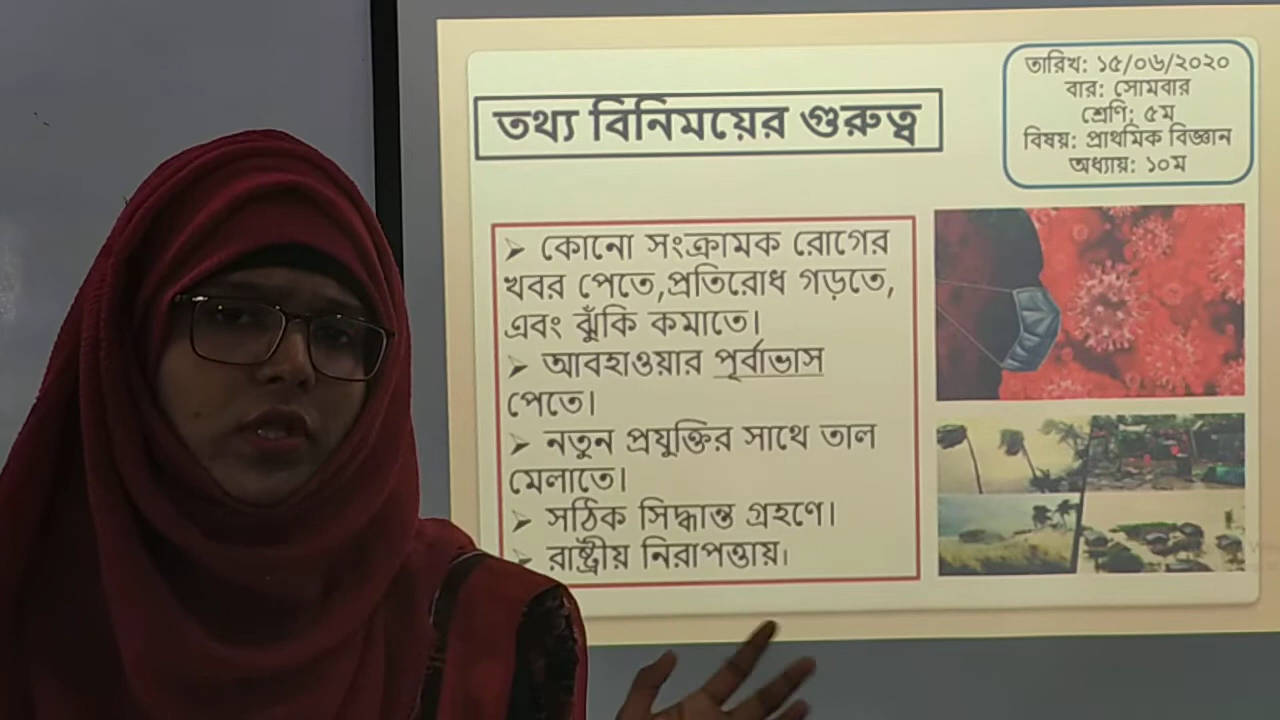 তথ্য বিনিময়ের গুরুত্ব
তারিখ: ১৫/০৬/২০২০
বার: সোমবার
শ্রেণি: ৫ম
বিষয়: প্রাথমিক বিজ্ঞান
অধ্যায়: ১০ম
➢ কোনো সংক্রামক রোগের
খবর পেতে,প্রতিরোধ গড়তে,
এবং ঝুঁকি কমাতে।
➢ আবহাওয়ার পূর্বাভাস
পেতে।
➢ নতুন প্রযুক্তির সাথে তাল
মেলাতে।
➢ সঠিক সিদ্ধান্ত গ্রহণে।
➢ রাষ্ট্রীয় নিরাপত্তায়।